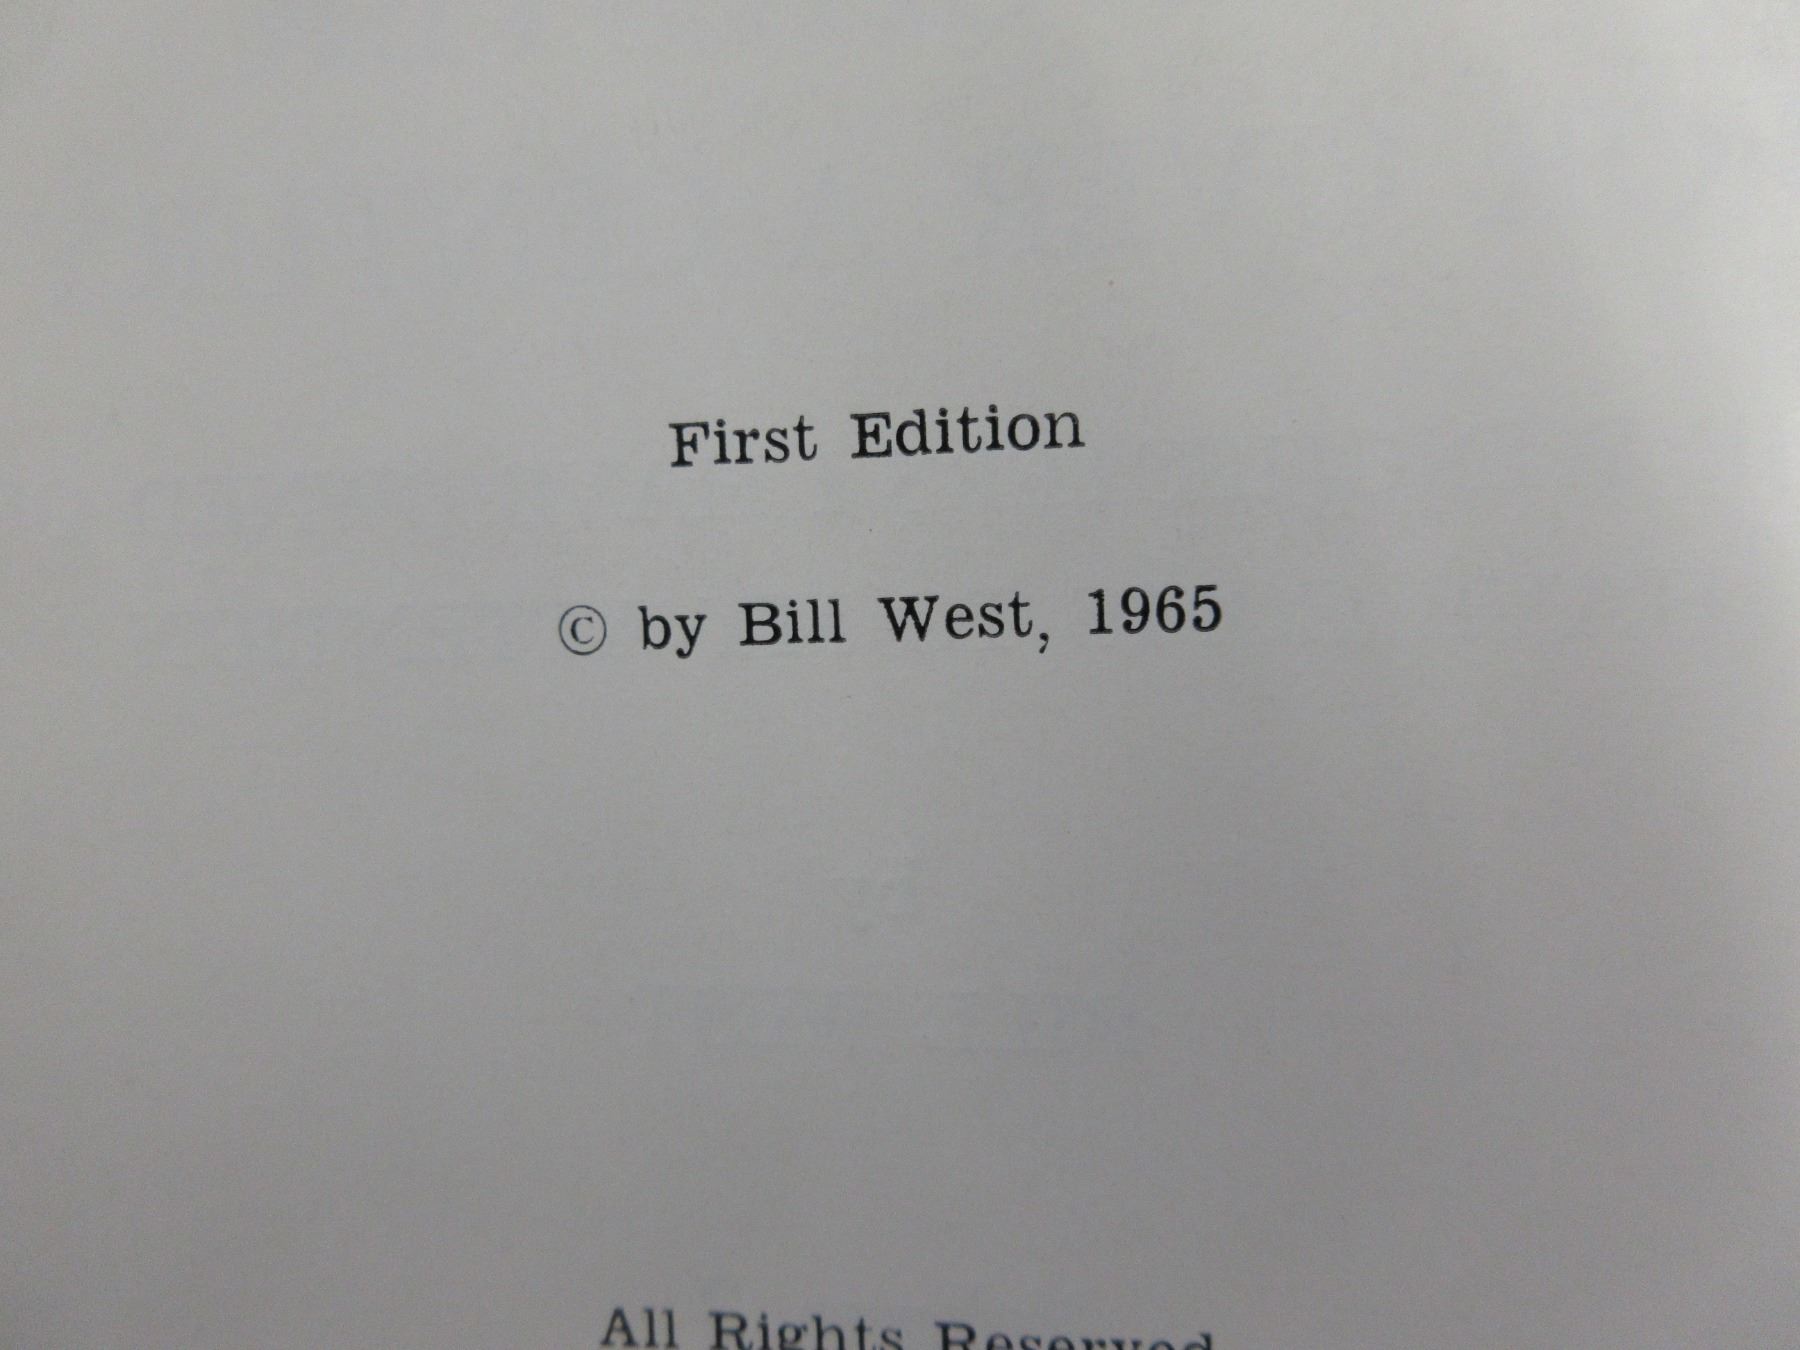 First Edition
© by Bill West, 1965
All Rights Reserved